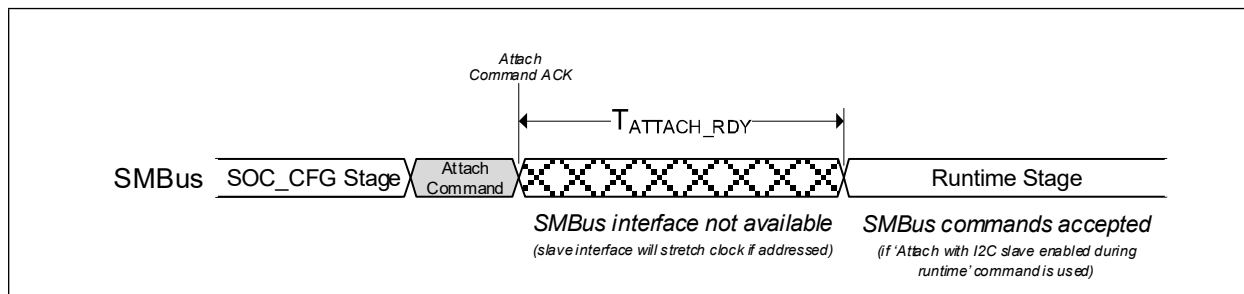 Attach
Command ACK
TATTACH_RDY
SMBus
SOC_CFG Stage
Attach
Command
Runtime Stage
SMBus interface not available
(slave interface will stretch clock if addressed)
SMBus commands accepted
(if ‘Attach with I2C slave enabled during
runtime’ command is used)